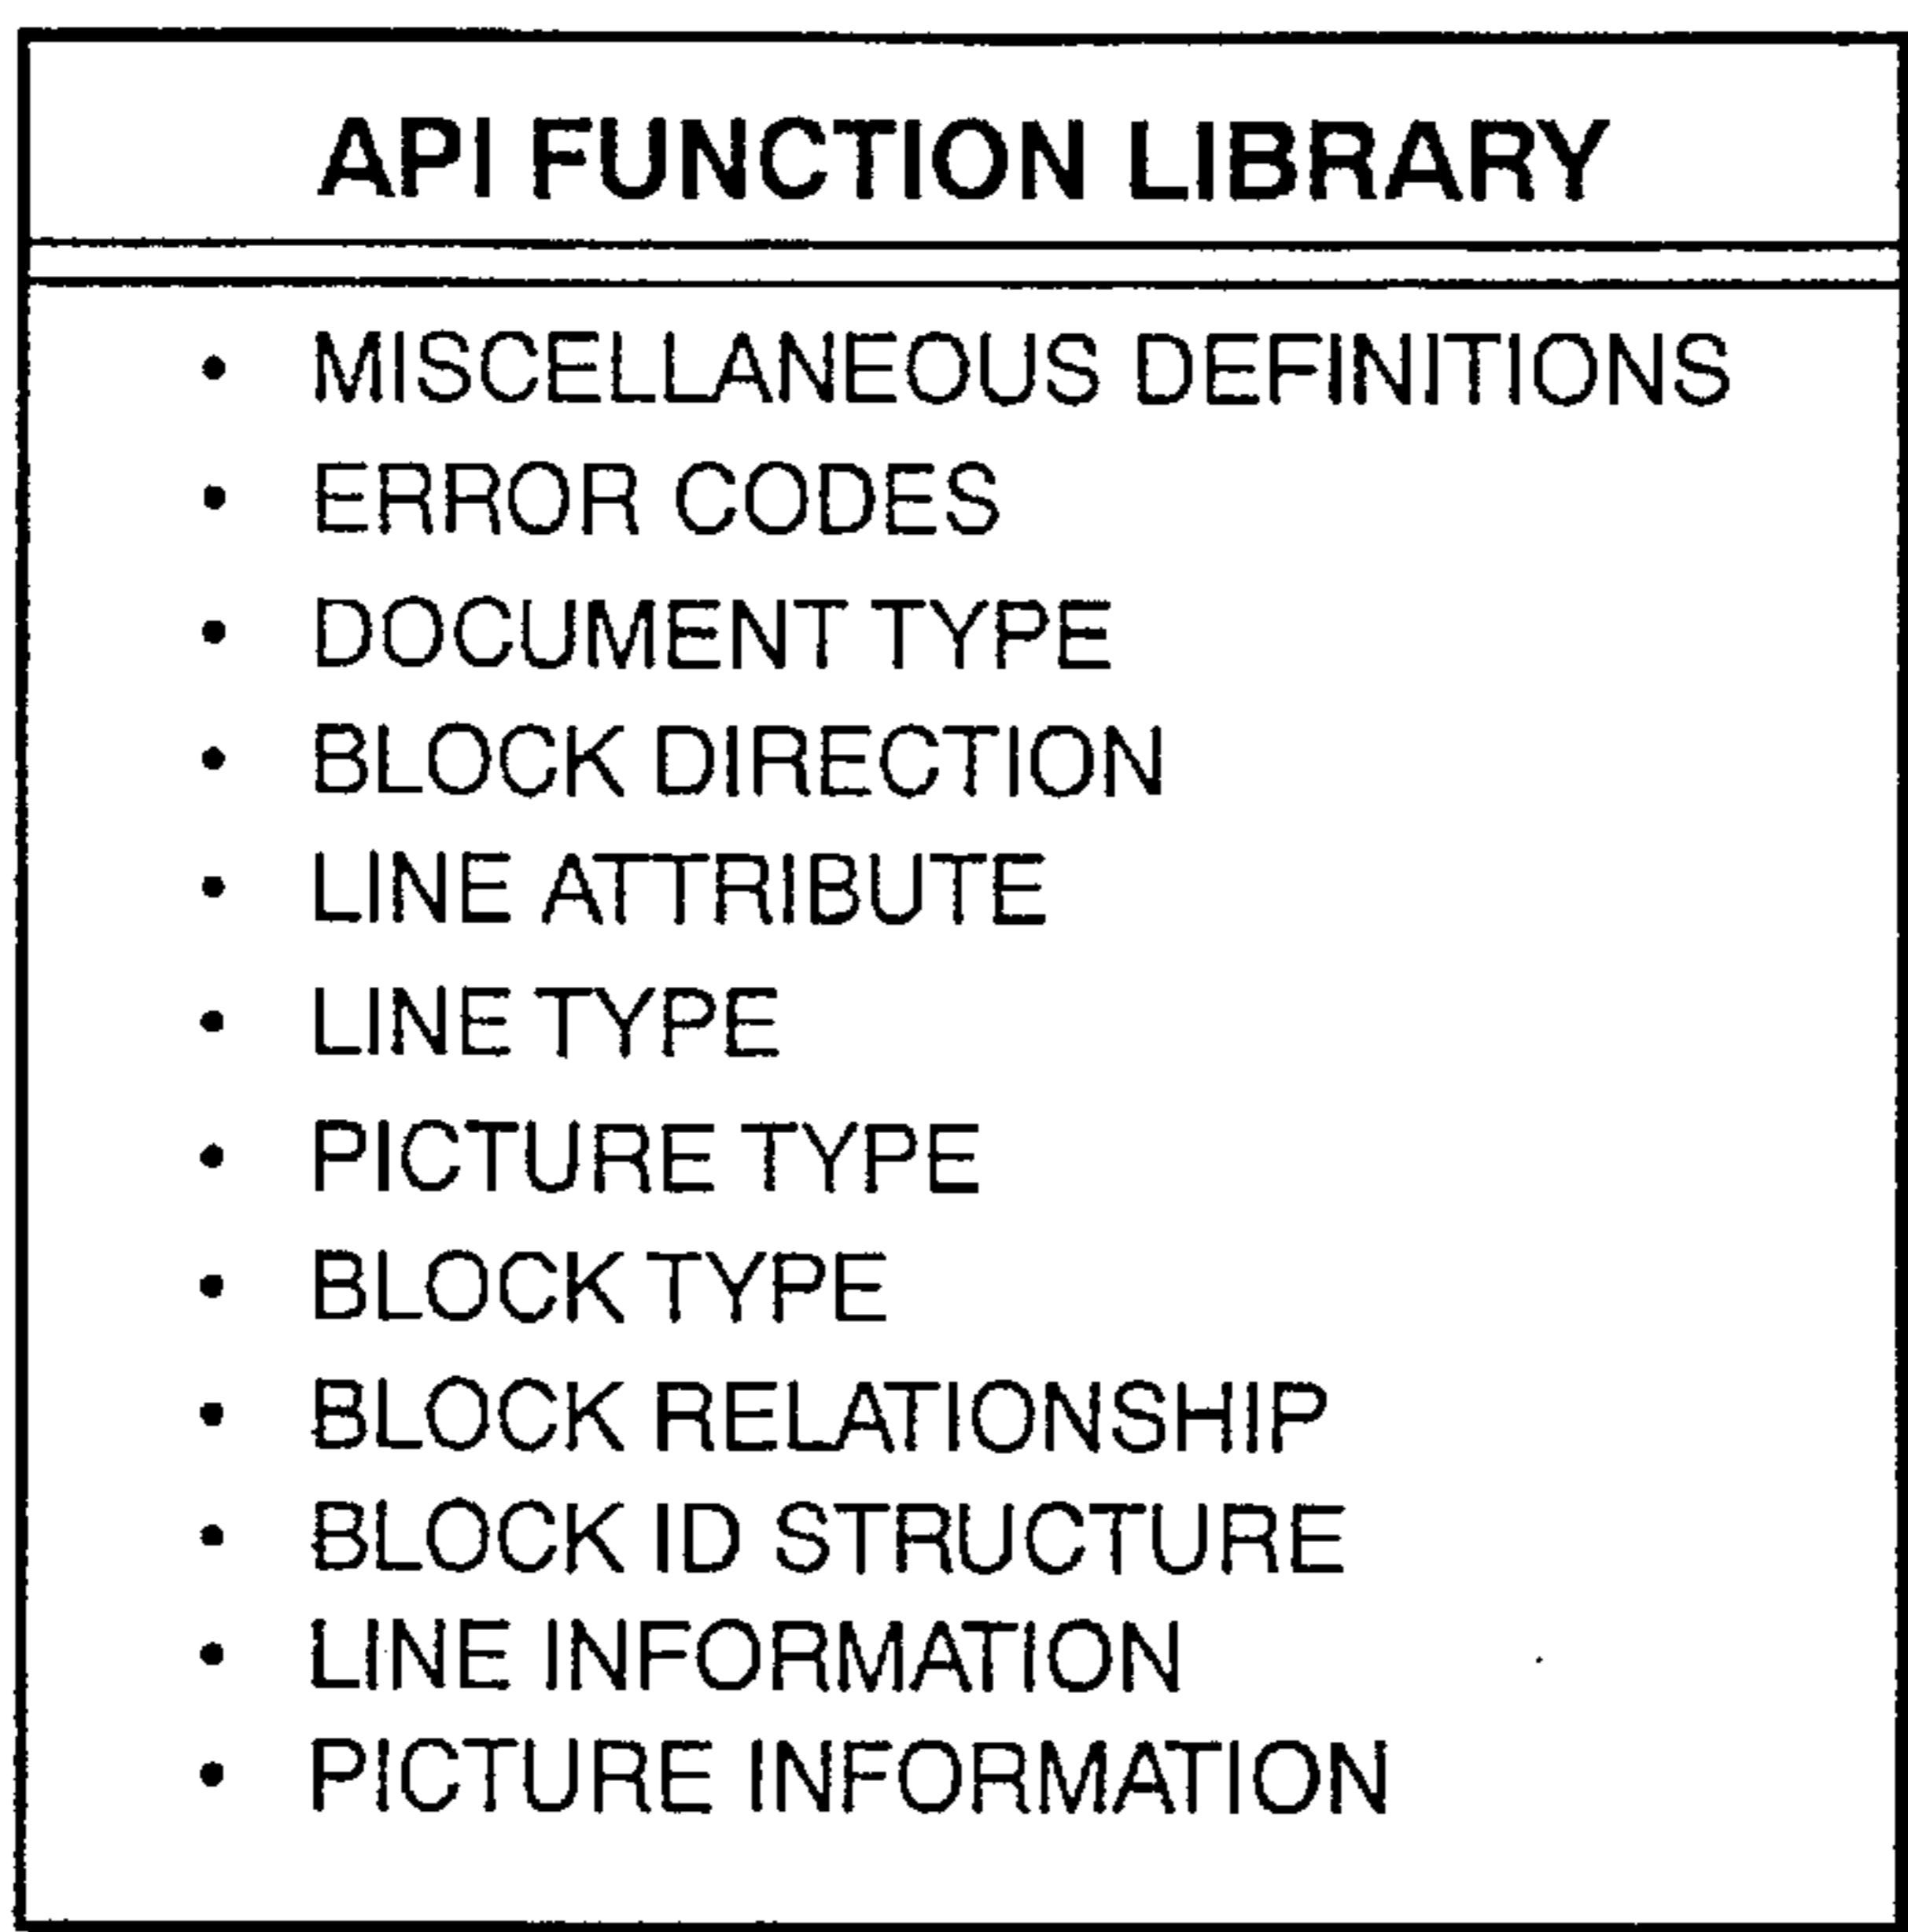 API FUNCTION LIBRARY
• MISCELLANEOUS DEFINITIONS
• ERROR CODES
• DOCUMENT TYPE
• BLOCK DIRECTION
• LINE ATTRIBUTE
• LINE TYPE
• PICTURE TYPE
• BLOCK TYPE
• BLOCK RELATIONSHIP
• BLOCK ID STRUCTURE
• LINE INFORMATION
• PICTURE INFORMATION